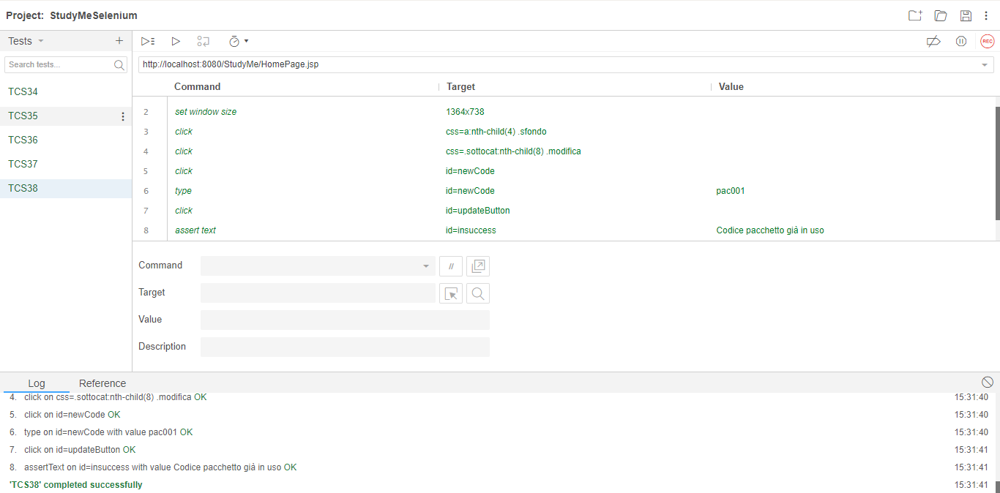 Project: StudyMeSelenium
Tests
Search tests...
TCS34
TCS35
TCS36
TCS37
TCS38
REC
http://localhost:8080/StudyMe/HomePage.jsp
Command Target Value
2 set window size 1364x738
3 click css=a:nth-child(4) .sfondo
4 click css=.sottocat:nth-child(8) .modifica
5 click id=newCode
6 type id=newCode pac001
7 click id=updateButton
8 assert text id=insuccess Codice pacchetto già in uso
Command //
Target
Value
Description
Log Reference
4. click on css=.sottocat:nth-child(8) .modifica OK 15:31:40
5. click on id=newCode OK 15:31:40
6. type on id=newCode with value pac001 OK 15:31:40
7. click on id=updateButton OK 15:31:41
8. assertText on id=insuccess with value Codice pacchetto già in uso OK 15:31:41
'TCS38' completed successfully 15:31:41